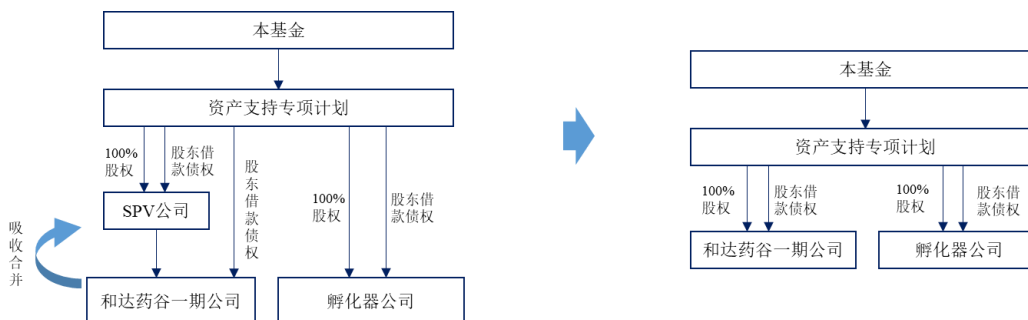 本基金
资产支持专项计划
100%
股权
股东借
款债权
股东借款债权
100%
股权
股东借
款债权
SPV公司
吸收合并
和达药谷一期公司
孵化器公司
本基金
资产支持专项计划
100%
股权
股东借
款债权
100%
股权
股东借
款债权
和达药谷一期公司
孵化器公司